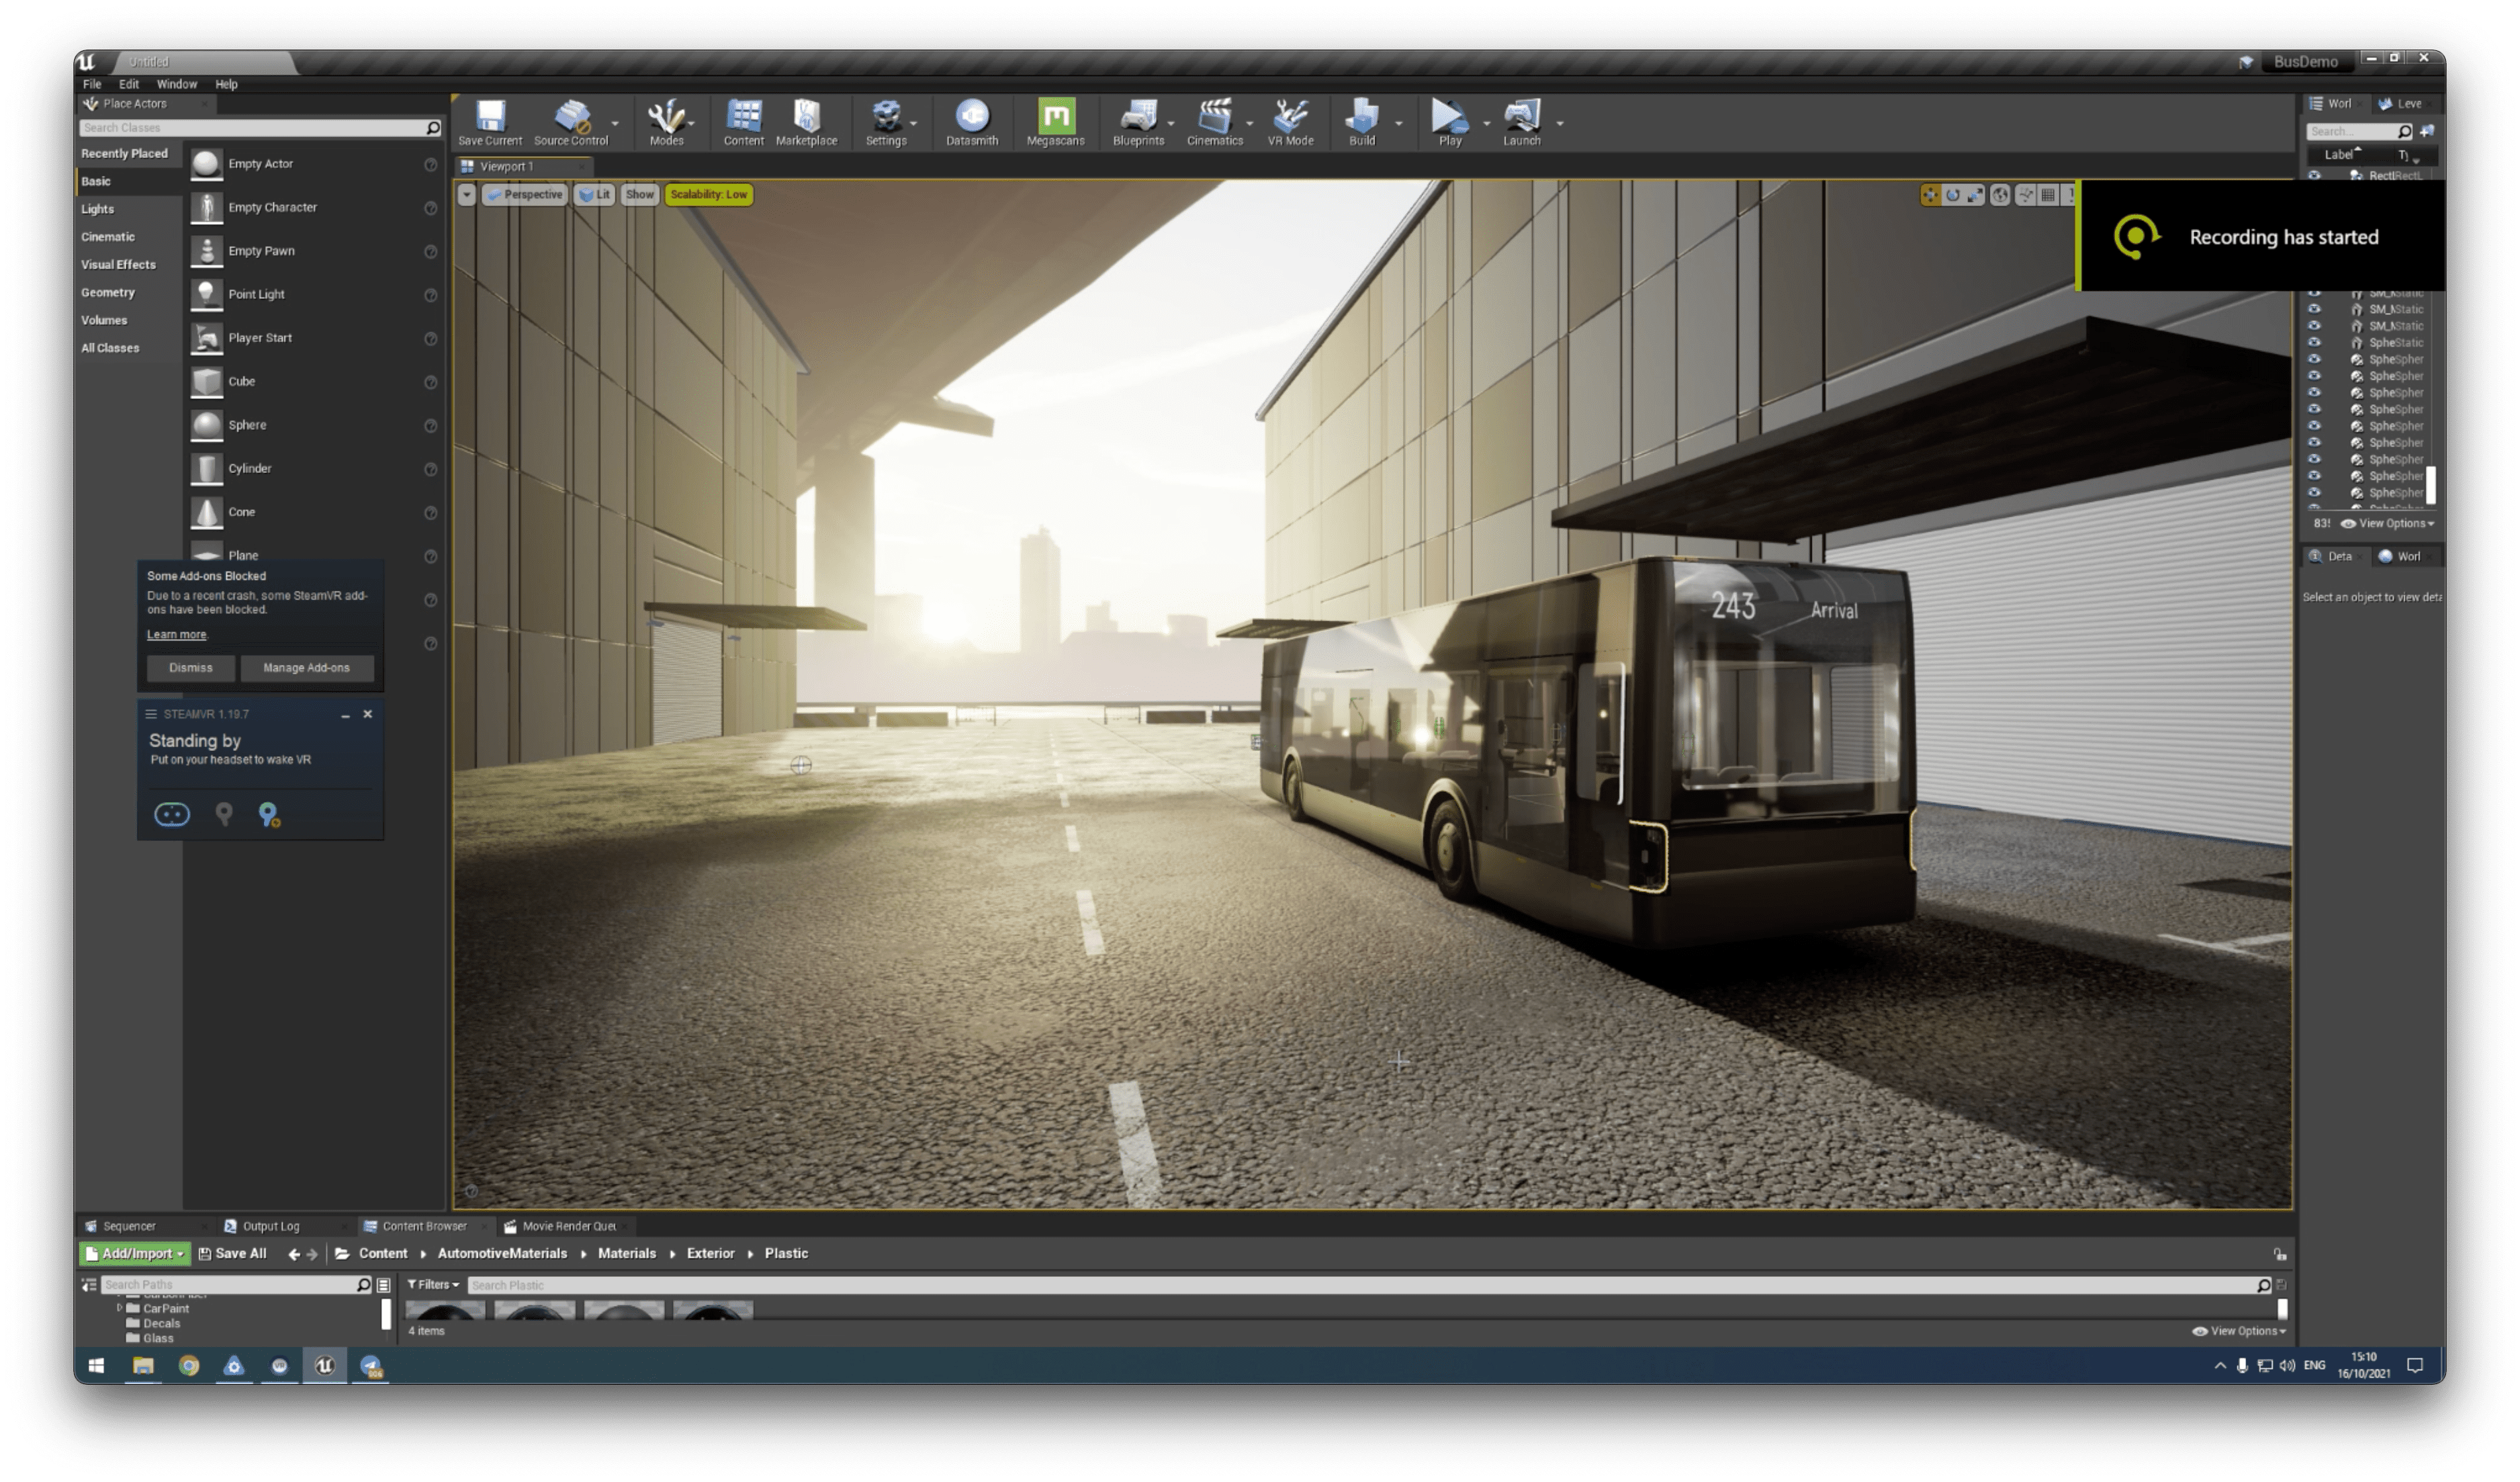 Untitled
BusDemo
File Edit Window Help
Place Actors
Search Classes
Recently Placed
Basic
Lights
Cinematic
Visual Effects
Geometry
Volumes
All Classes
Empty Actor
Empty Character
Empty Pawn
Point Light
Player Start
Cube
Sphere
Cylinder
Cone
Plane
Save Current Source Control Modes Content Marketplace Settings Datasmith Megascans Blueprints Cinematics VR Mode Build Play Launch
Viewport 1
Perspective Lit Show Scalability: Low
243 Arrival
Recording has started
Worl Leve
Search...
Label
RectlRectL
SM_MStatic
SM_MStatic
SpheStatic
SpheSpher
SpheSpher
SpheSpher
SpheSpher
SpheSpher
SpheSpher
SpheSpher
SpheSpher
SpheSpher
View Options
Deta Worl
Select an object to view deta
Some Add-ons Blocked
Due to a recent crash, some SteamVR add-
ons have been blocked.
Learn more.
Dismiss Manage Add-ons
STEAMVR 1.19.7
Standing by
Put on your headset to wake VR
Sequencer Output Log Content Browser Movie Render Queu
Add/Import Save All Content AutomotiveMaterials Materials Exterior Plastic
Search Paths
Filters Search Plastic
CarPaint
Decals
Glass
4 items
View Options
ENG
15:10
16/10/2021